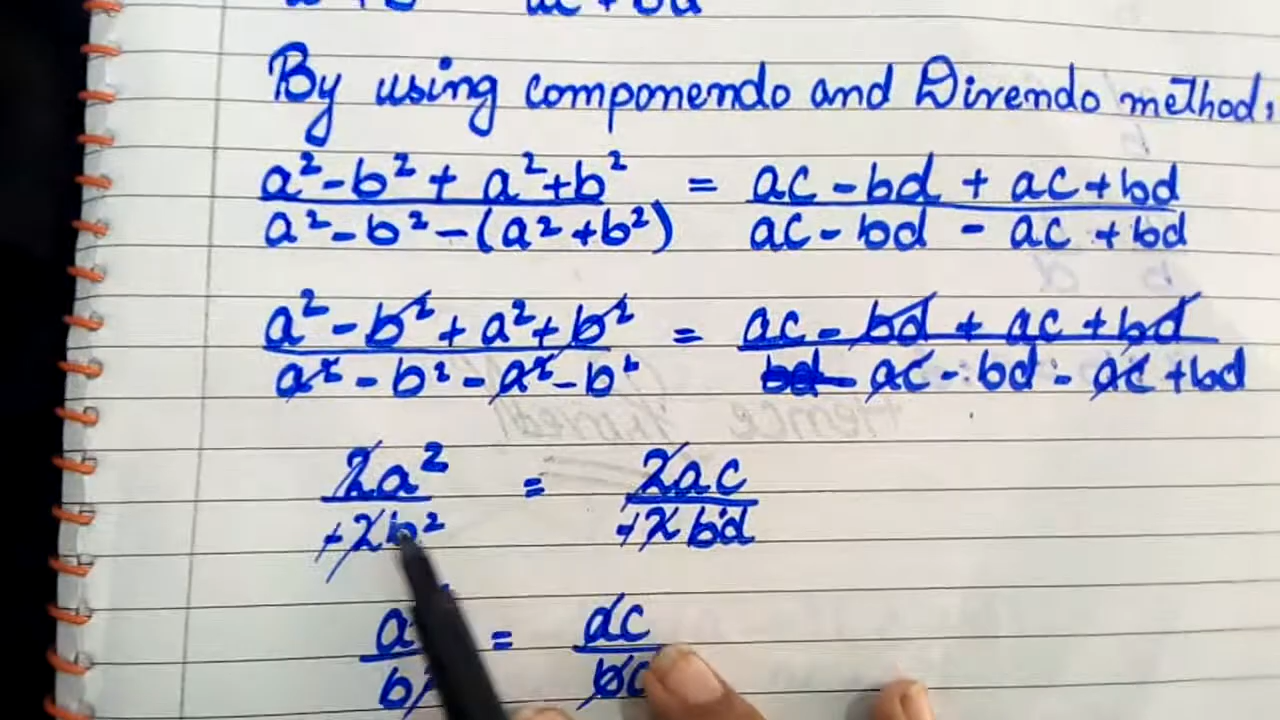 By using componendo and Divendo method,
a² - b² + a² + b² = ac - bd + ac + bd
a² - b² - (a² + b²) ac - bd - ac + bd
a² - b² + a² + b² = ac - bd + ac + bd
a² - b² - a² - b² ac - bd - ac + bd
2a² = 2ac
-2b² -2bd
a = ac
b